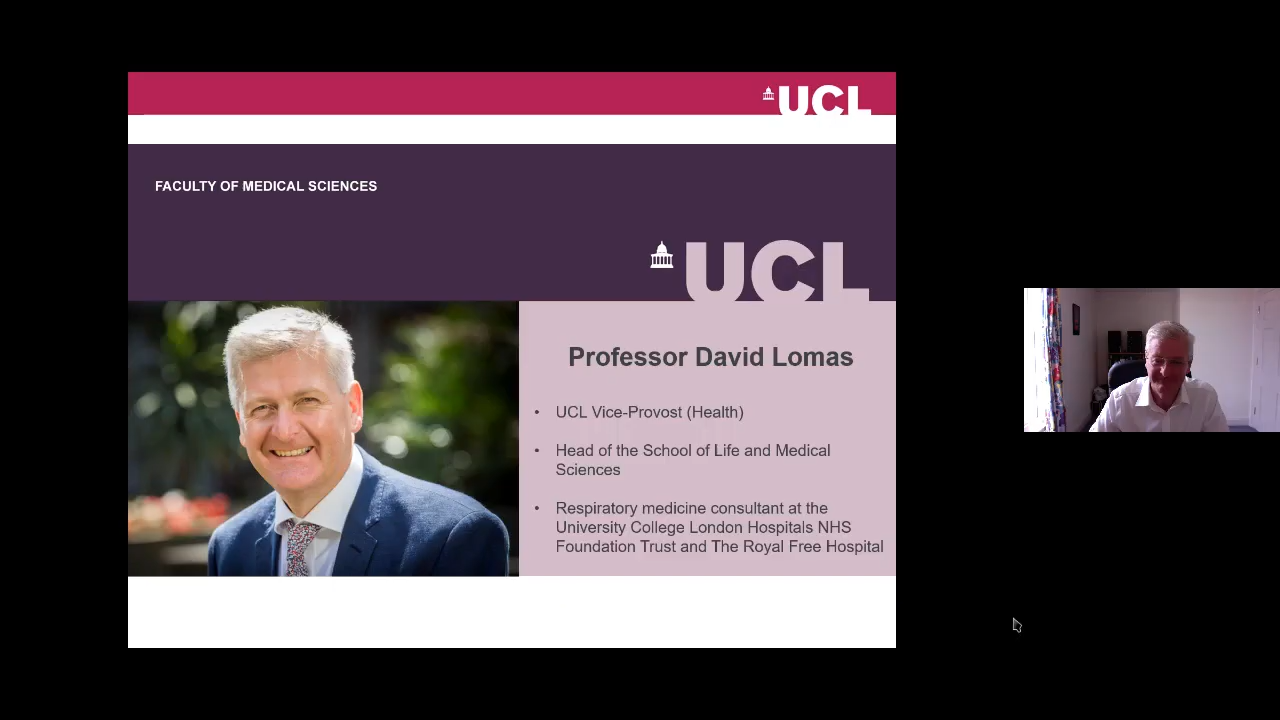 UCL
FACULTY OF MEDICAL SCIENCES
UCL
Professor David Lomas
• UCL Vice-Provost (Health)
• Head of the School of Life and Medical
Sciences
• Respiratory medicine consultant at the
University College London Hospitals NHS
Foundation Trust and The Royal Free Hospital